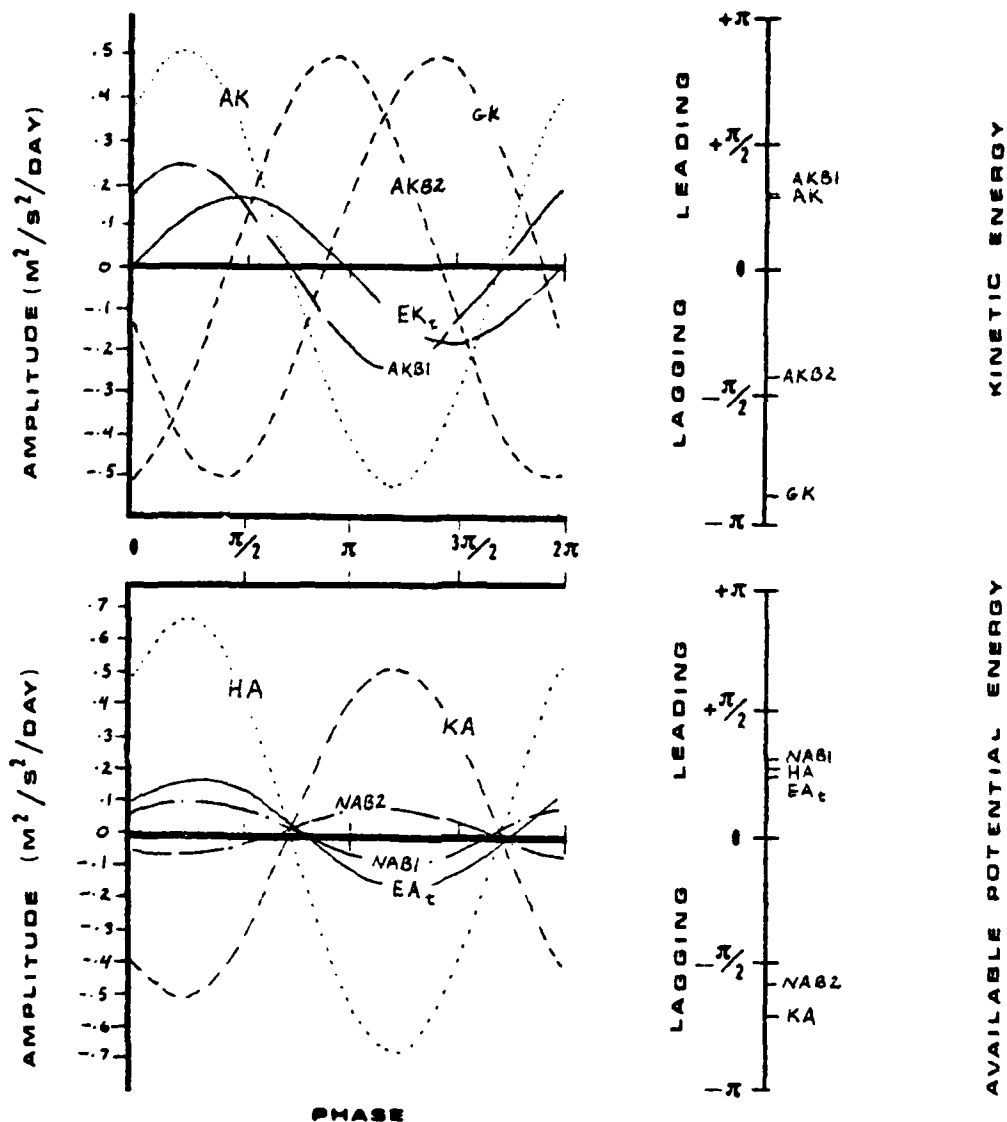 AMPLITUDE (M²/S²/DAY)
.5
.4
.3
.2
.1
0
-.1
-.2
-.3
-.4
-.5
AK
GK
AKB2
EKτ
AKB1
0
π/2
π
3π/2
2π
LEADING
LAGGING
+π
+π/2
AKB1
AK
0
AKB2
-π/2
GK
-π
KINETIC ENERGY
AMPLITUDE (M²/S²/DAY)
.7
.6
.5
.4
.3
.2
.1
0
-.1
-.2
-.3
-.4
-.5
-.6
-.7
HA
KA
NAB2
NAB1
EAτ
PHASE
LEADING
LAGGING
+π
+π/2
NAB1
HA
EAτ
0
-π/2
NAB2
KA
-π
AVAILABLE POTENTIAL ENERGY